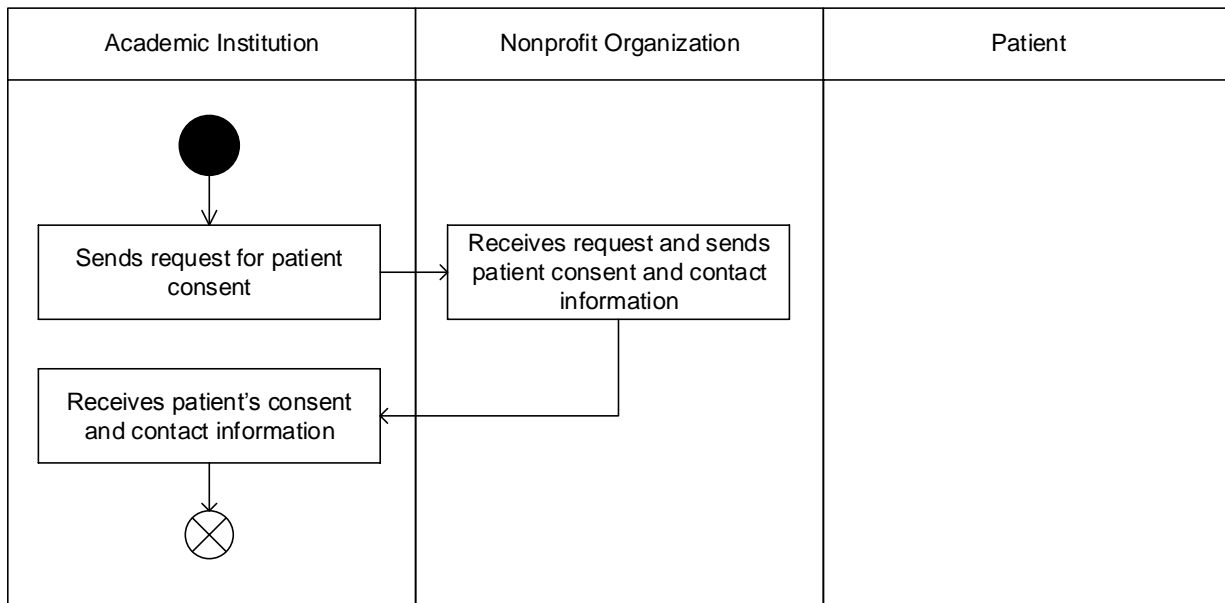 Academic Institution
Nonprofit Organization
Patient
Sends request for patient
consent
Receives request and sends
patient consent and contact
information
Receives patient’s consent
and contact information